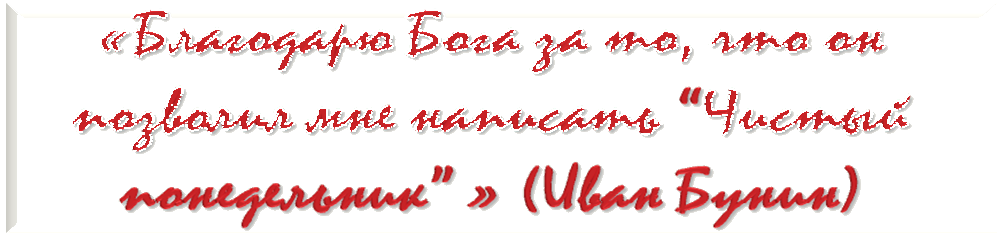 «Благодарю Бога за то, что он
позволил мне написать “Чистый
понедельник” » (Иван Бунин)